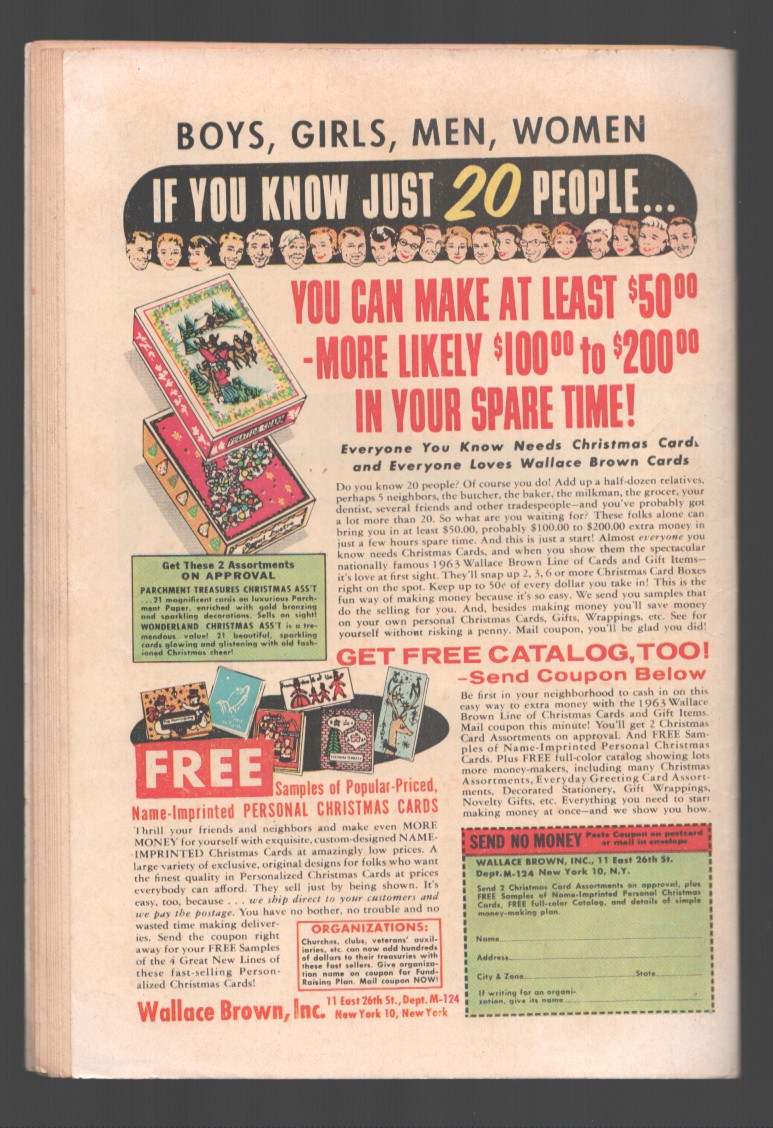 BOYS, GIRLS, MEN, WOMEN
IF YOU KNOW JUST 20 PEOPLE...
YOU CAN MAKE AT LEAST $50⁰⁰
-MORE LIKELY $100⁰⁰ to $200⁰⁰
IN YOUR SPARE TIME!
Everyone You Know Needs Christmas Cards
and Everyone Loves Wallace Brown Cards
Do you know 20 people? Of course you do! Add up a half-dozen relatives,
perhaps 5 neighbors, the butcher, the baker, the milkman, the grocer, your
dentist, several friends and other tradespeople—and you've probably got
a lot more than 20. So what are you waiting for? These folks alone can
bring you in at least $50.00, probably $100.00 to $200.00 extra money in
just a few hours spare time. And this is just a start! Almost everyone you
know needs Christmas Cards, and when you show them the spectacular
nationally famous 1963 Wallace Brown Line of Cards and Gift Items—
it's love at first sight. They'll snap up 2, 3, 6 or more Christmas Card Boxes
right on the spot. Keep up to 50¢ of every dollar you take in! This is the
fun way of making money because it's so easy. We send you samples that
do the selling for you. And, besides making money you'll save money
on your own personal Christmas Cards, Gifts, Wrappings, etc. See for
yourself without risking a penny. Mail coupon, you'll be glad you did!
Get These 2 Assortments
ON APPROVAL
PARCHMENT TREASURES CHRISTMAS ASS'T
...21 magnificent cards on luxurious Parch-
ment Paper, enriched with gold bronzing
and sparkling decorations. Sells on sight!
WONDERLAND CHRISTMAS ASS'T is a tre-
mendous value! 21 beautiful, sparkling
cards glowing and glistening with old fash-
ioned Christmas cheer!
GET FREE CATALOG, TOO!
–Send Coupon Below
Be first in your neighborhood to cash in on this
easy way to extra money with the 1963 Wallace
Brown Line of Christmas Cards and Gift Items.
Mail coupon this minute! You'll get 2 Christmas
Card Assortments on approval. And FREE Sam-
ples of Name-Imprinted Personal Christmas
Cards. Plus FREE full-color catalog showing lots
more money-makers, including many Christmas
Assortments, Everyday Greeting Card Assort-
ments, Decorated Stationery, Gift Wrappings,
Novelty Gifts, etc. Everything you need to start
making money at once—and we show you how.
FREE
Samples of Popular-Priced,
Name-Imprinted PERSONAL CHRISTMAS CARDS
Thrill your friends and neighbors and make even MORE
MONEY for yourself with exquisite, custom-designed NAME-
IMPRINTED Christmas Cards at amazingly low prices. A
large variety of exclusive, original designs for folks who want
the finest quality in Personalized Christmas Cards at prices
everybody can afford. They sell just by being shown. It's
easy, too, because . . . we ship direct to your customers and
we pay the postage. You have no bother, no trouble and no
wasted time making deliver-
ies. Send the coupon right
away for your FREE Samples
of the 4 Great New Lines of
these fast-selling Person-
alized Christmas Cards!
ORGANIZATIONS:
Churches, clubs, veterans' auxil-
iaries, etc. can now add hundreds
of dollars to their treasuries with
these fast sellers. Give organiza-
tion name on coupon for Fund-
Raising Plan. Mail coupon NOW!
Wallace Brown, Inc.
11 East 26th St., Dept. M-124
New York 10, New York
SEND NO MONEY
Paste Coupon on postcard
or mail in envelope
WALLACE BROWN, INC., 11 East 26th St.
Dept. M-124 New York 10, N.Y.
Send 2 Christmas Card Assortments on approval, plus
FREE Samples of Name-Imprinted Personal Christmas
Cards, FREE full-color Catalog, and details of simple
money-making plan.
Name
Address
City & Zone State
If writing for an organi-
zation, give its name